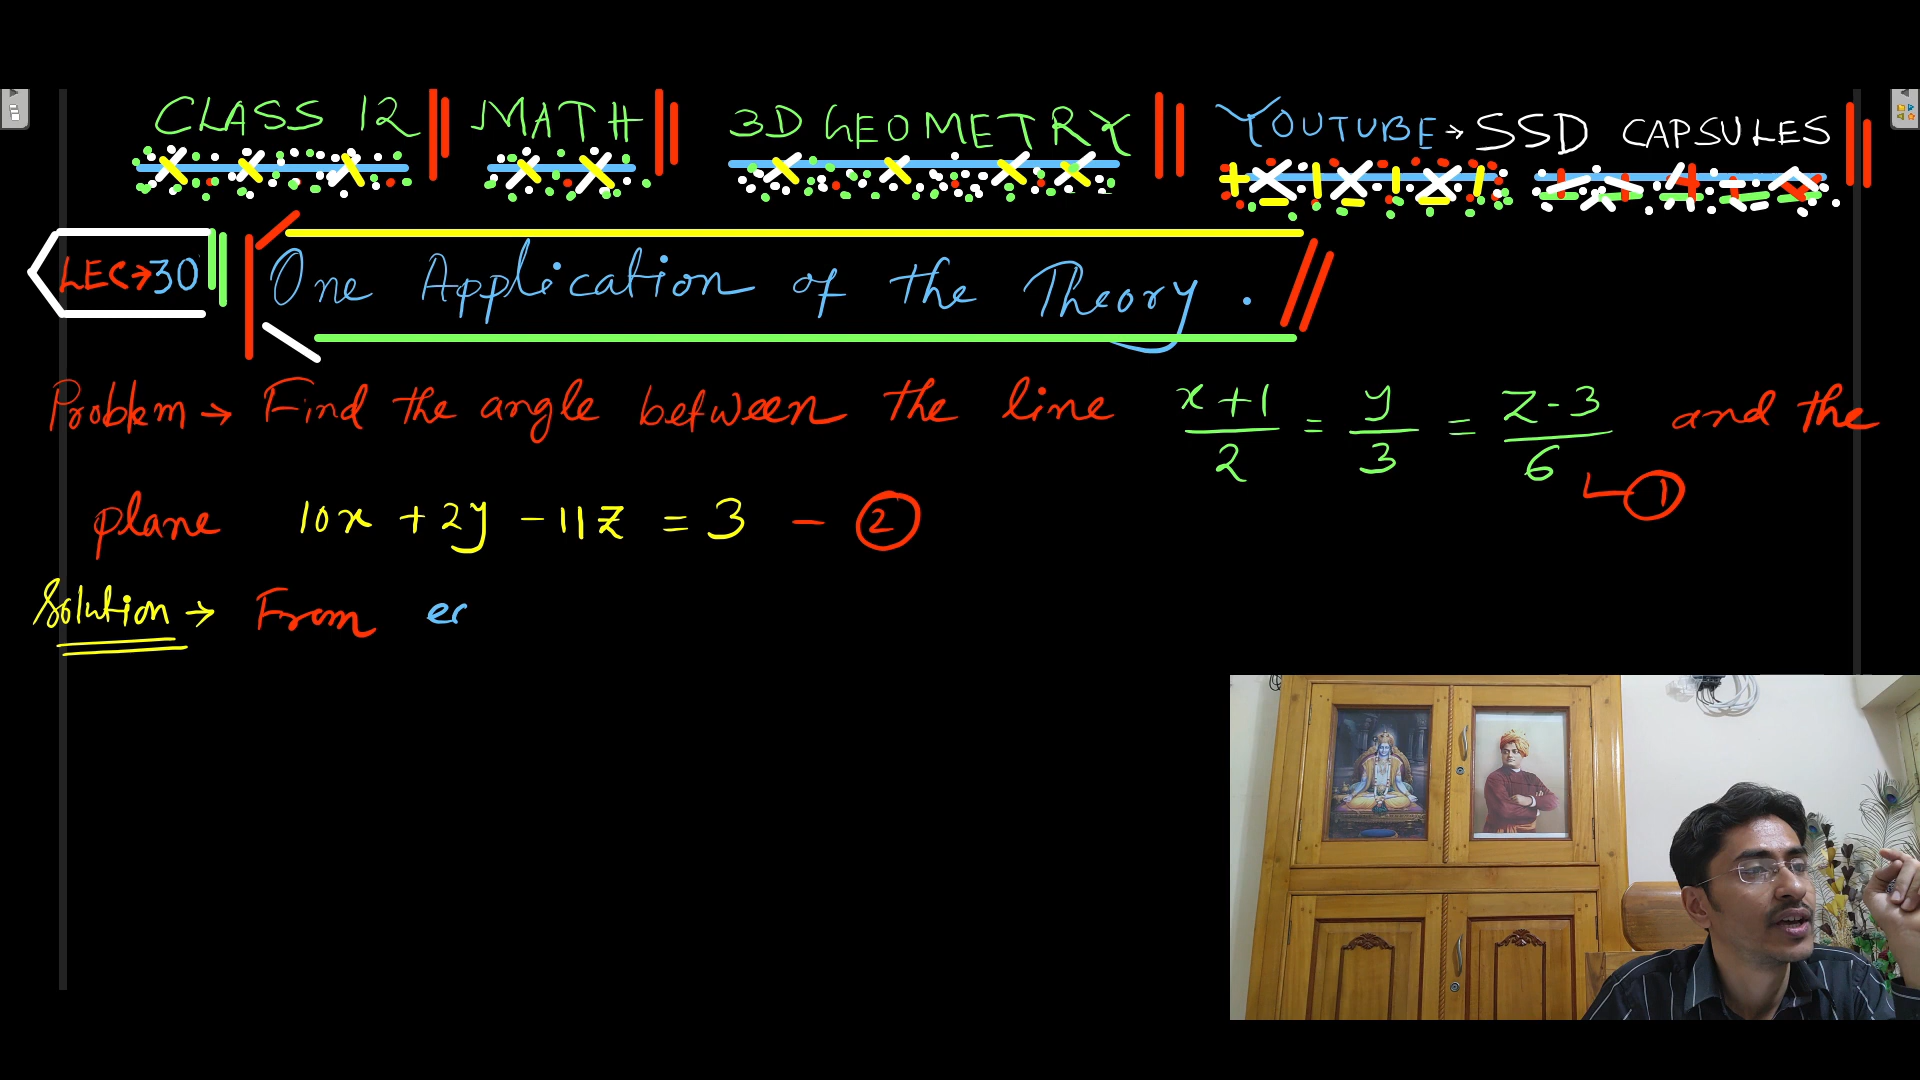 CLASS 12 || MATH || 3D GEOMETRY || YOUTUBE → SSD CAPSULES ||
LEC→30 || One Application of the Theory . //
Problem → Find the angle between the line (x+1)/2 = y/3 = (z-3)/6 and the
①
plane 10x + 2y - 11z = 3 - ②
Solution → From eq